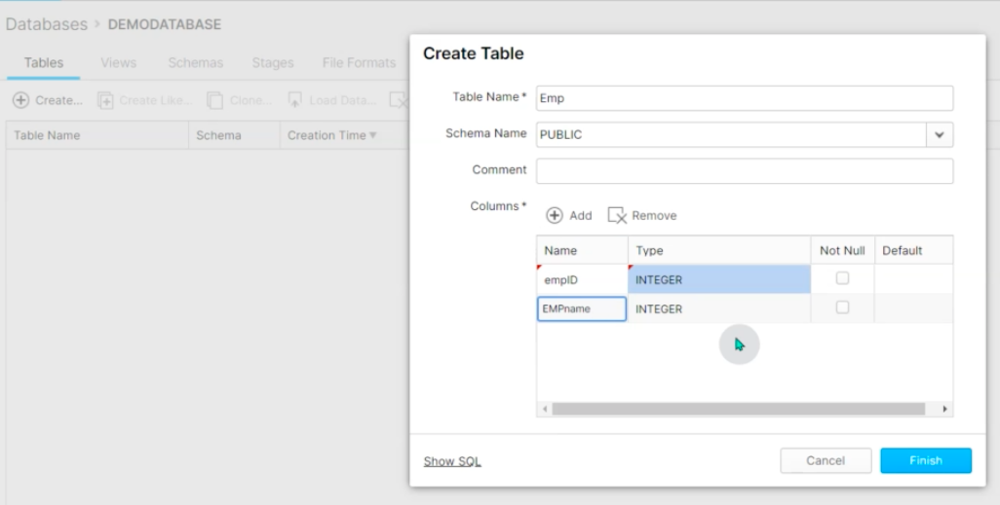 Databases > DEMODATABASE
Tables Views Schemas Stages File Formats
Create... Create Like... Clone... Load Data...
Table Name Schema Creation Time
Create Table
Table Name * Emp
Schema Name PUBLIC
Comment
Columns * Add Remove
Name Type Not Null Default
empID INTEGER
EMPname INTEGER
Show SQL Cancel Finish